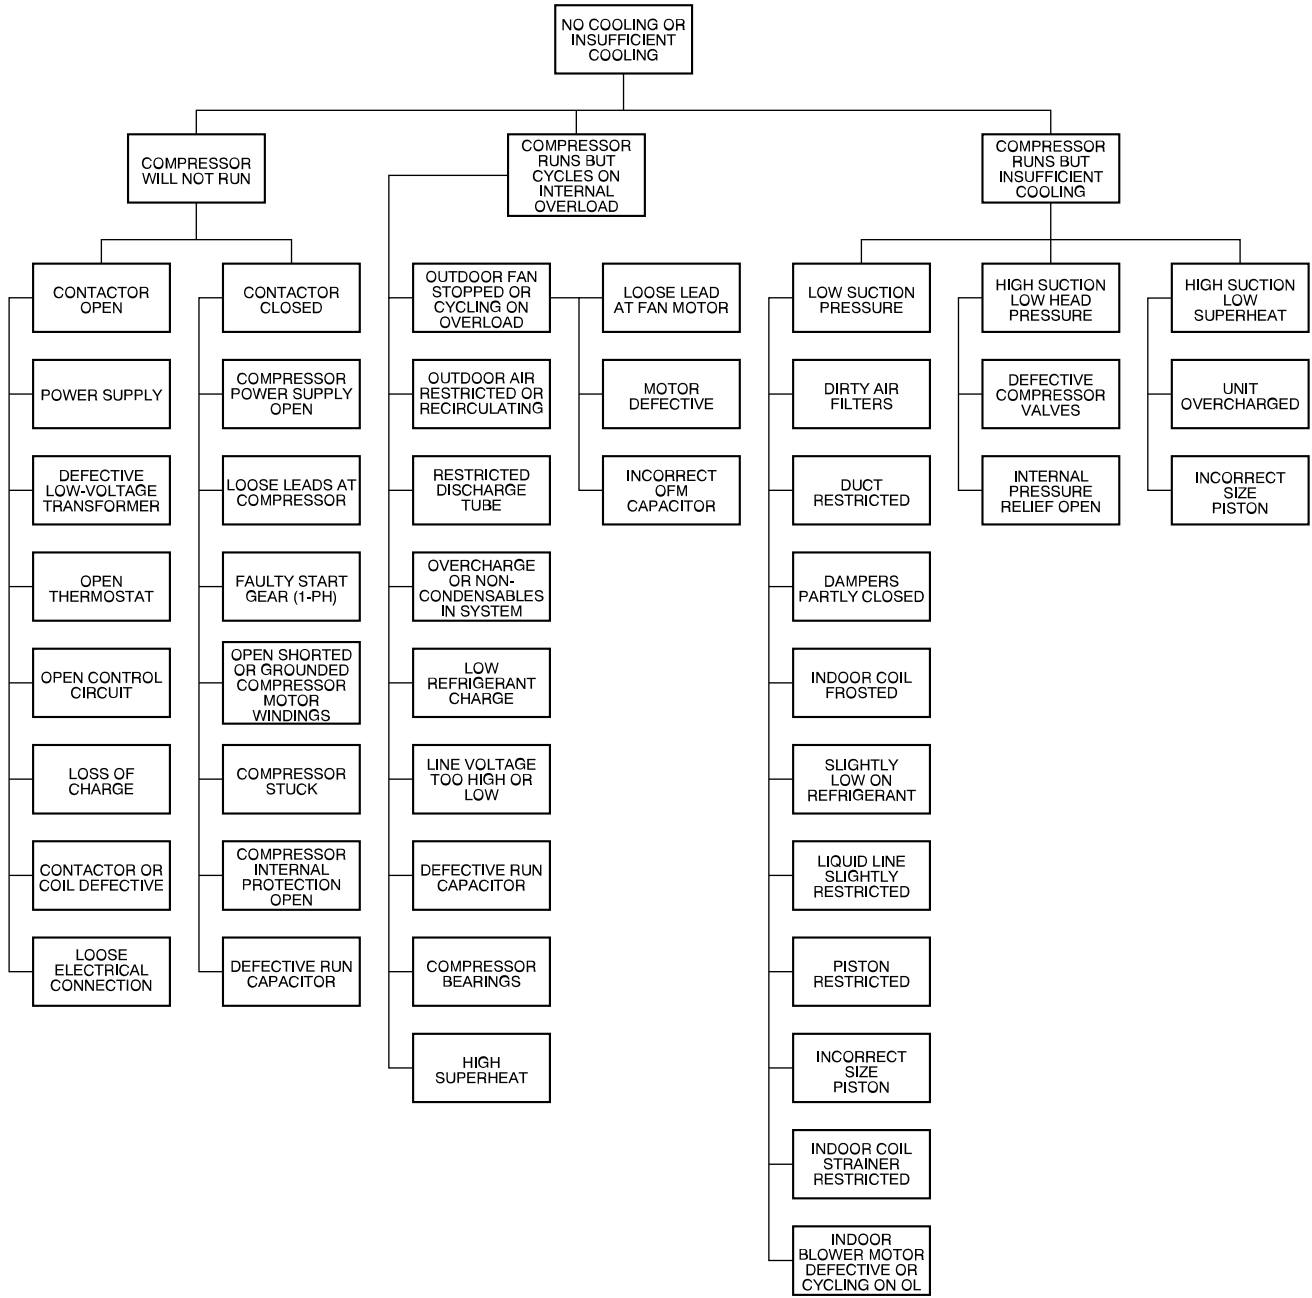 NO COOLING OR
INSUFFICIENT
COOLING
COMPRESSOR
WILL NOT RUN
COMPRESSOR
RUNS BUT
CYCLES ON
INTERNAL
OVERLOAD
COMPRESSOR
RUNS BUT
INSUFFICIENT
COOLING
CONTACTOR
OPEN
POWER SUPPLY
DEFECTIVE
LOW-VOLTAGE
TRANSFORMER
OPEN
THERMOSTAT
OPEN CONTROL
CIRCUIT
LOSS OF
CHARGE
CONTACTOR OR
COIL DEFECTIVE
LOOSE
ELECTRICAL
CONNECTION
CONTACTOR
CLOSED
COMPRESSOR
POWER SUPPLY
OPEN
LOOSE LEADS AT
COMPRESSOR
FAULTY START
GEAR (1-PH)
OPEN SHORTED
OR GROUNDED
COMPRESSOR
MOTOR
WINDINGS
COMPRESSOR
STUCK
COMPRESSOR
INTERNAL
PROTECTION
OPEN
DEFECTIVE RUN
CAPACITOR
OUTDOOR FAN
STOPPED OR
CYCLING ON
OVERLOAD
OUTDOOR AIR
RESTRICTED OR
RECIRCULATING
RESTRICTED
DISCHARGE
TUBE
OVERCHARGE
OR NON-
CONDENSABLES
IN SYSTEM
LOW
REFRIGERANT
CHARGE
LINE VOLTAGE
TOO HIGH OR
LOW
DEFECTIVE RUN
CAPACITOR
COMPRESSOR
BEARINGS
HIGH
SUPERHEAT
LOOSE LEAD
AT FAN MOTOR
MOTOR
DEFECTIVE
INCORRECT
OFM
CAPACITOR
LOW SUCTION
PRESSURE
DIRTY AIR
FILTERS
DUCT
RESTRICTED
DAMPERS
PARTLY CLOSED
INDOOR COIL
FROSTED
SLIGHTLY
LOW ON
REFRIGERANT
LIQUID LINE
SLIGHTLY
RESTRICTED
PISTON
RESTRICTED
INCORRECT
SIZE
PISTON
INDOOR COIL
STRAINER
RESTRICTED
INDOOR
BLOWER MOTOR
DEFECTIVE OR
CYCLING ON OL
HIGH SUCTION
LOW HEAD
PRESSURE
DEFECTIVE
COMPRESSOR
VALVES
INTERNAL
PRESSURE
RELIEF OPEN
HIGH SUCTION
LOW
SUPERHEAT
UNIT
OVERCHARGED
INCORRECT
SIZE
PISTON